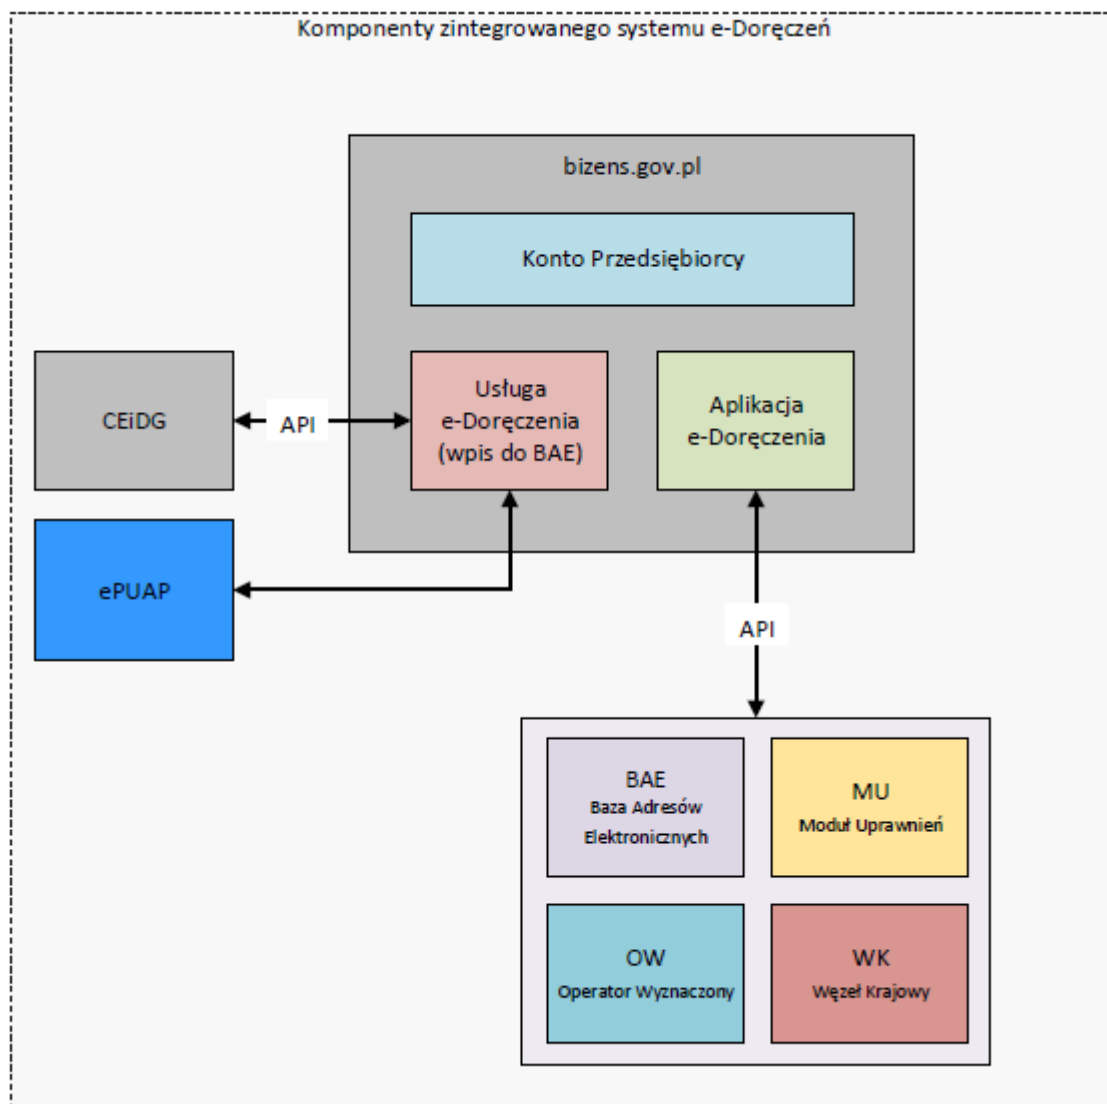 Komponenty zintegrowanego systemu e-Doręczeń
bizens.gov.pl
Konto Przedsiębiorcy
CEiDG
API
Usługa
e-Doręczenia
(wpis do BAE)
Aplikacja
e-Doręczenia
ePUAP
API
BAE
Baza Adresów
Elektronicznych
MU
Moduł Uprawnień
OW
Operator Wyznaczony
WK
Węzeł Krajowy